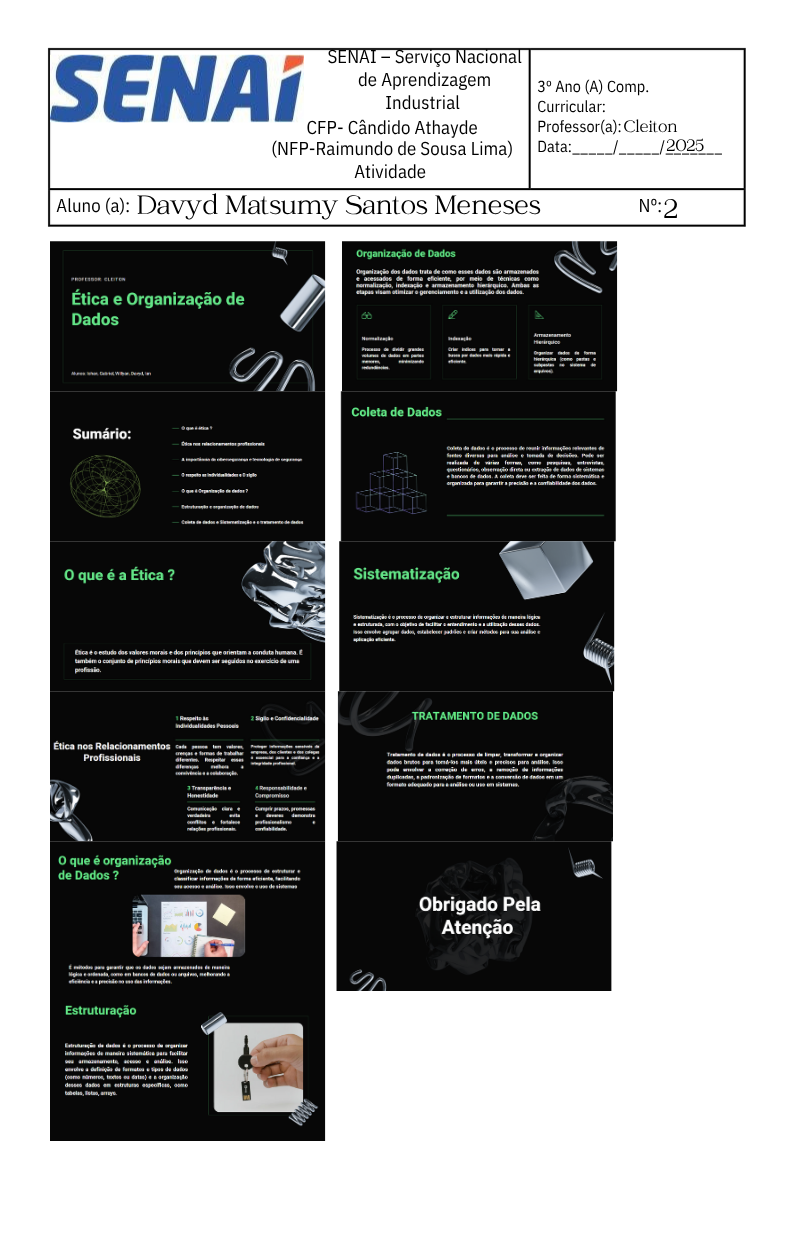 SENAI
SENAI – Serviço Nacional
de Aprendizagem
Industrial
CFP- Cândido Athayde
(NFP-Raimundo de Sousa Lima)
Atividade
3º Ano (A) Comp.
Curricular:
Professor(a): Cleiton
Data:_____/_____/2025
Aluno (a): Davyd Matsumy Santos Meneses Nº:2
PROFESSOR: CLEITON
Ética e Organização de
Dados
Sumário:
O que é ética ?
Ética nos relacionamentos profissionais
A importância da cibersegurança e tecnologia de segurança
O respeito as individualidades e O sigilo
O que é Organização de dados ?
Estruturação e organização de dados
Coleta de dados e Sistematização e o tratamento de dados
O que é a Ética ?
Ética é o estudo dos valores morais e dos princípios que orientam a conduta humana. É
também o conjunto de princípios morais que devem ser seguidos no exercício de uma
profissão.
Ética nos Relacionamentos
Profissionais
1 Respeito às
Individualidades Pessoais
Cada pessoa tem valores,
crenças e formas de trabalhar
diferentes. Respeitar essas
diferenças melhora a
convivência e a colaboração.
2 Sigilo e Confidencialidade
Proteger informações sensíveis da
empresa, dos clientes e dos colegas
é essencial para a confiança e a
integridade profissional.
3 Transparência e
Honestidade
Comunicação clara e
verdadeira evita
conflitos e fortalece
relações profissionais.
4 Responsabilidade e
Compromisso
Cumprir prazos, promessas
e deveres demonstra
profissionalismo e
confiabilidade.
O que é organização
de Dados ?
Organização de dados é o processo de estruturar e
classificar informações de forma eficiente, facilitando
seu acesso e análise. Isso envolve o uso de sistemas
E métodos para garantir que os dados sejam armazenados de maneira
lógica e ordenada, como em bancos de dados ou arquivos, melhorando a
eficiência e a precisão no uso das informações.
Estruturação
Estruturação de dados é o processo de organizar
informações de maneira sistemática para facilitar
seu armazenamento, acesso e análise. Isso
envolve a definição de formatos e tipos de dados
(como números, textos ou datas) e a organização
desses dados em estruturas específicas, como
tabelas, listas, arrays.
Organização de Dados
Organização dos dados trata de como esses dados são armazenados
e acessados de forma eficiente, por meio de técnicas como
normalização, indexação e armazenamento hierárquico. Ambas as
etapas visam otimizar o gerenciamento e a utilização dos dados.
Normalização
Processo de dividir grandes
volumes de dados em partes
menores, minimizando
redundâncias.
Indexação
Criar índices para tornar a
busca por dados mais rápida e
eficiente.
Armazenamento
Hierárquico
Organizar dados de forma
hierárquica (como pastas e
subpastas no sistema de
arquivos).
Coleta de Dados
Coleta de dados é o processo de reunir informações relevantes de
fontes diversas para análise e tomada de decisões. Pode ser
realizada de várias formas, como pesquisas, entrevistas,
questionários, observação direta ou extração de dados de sistemas
e bancos de dados. A coleta deve ser feita de forma sistemática e
organizada para garantir a precisão e a confiabilidade dos dados.
Sistematização
Sistematização é o processo de organizar e estruturar informações de maneira lógica
e estruturada, com o objetivo de facilitar o entendimento e a utilização desses dados.
Isso envolve agrupar dados, estabelecer padrões e criar métodos para sua análise e
aplicação eficiente.
TRATAMENTO DE DADOS
Tratamento de dados é o processo de limpar, transformar e organizar
dados brutos para torná-los mais úteis e precisos para análise. Isso
pode envolver a correção de erros, a remoção de informações
duplicadas, a padronização de formatos e a conversão de dados em um
formato adequado para a análise ou uso em sistemas.
Obrigado Pela
Atenção